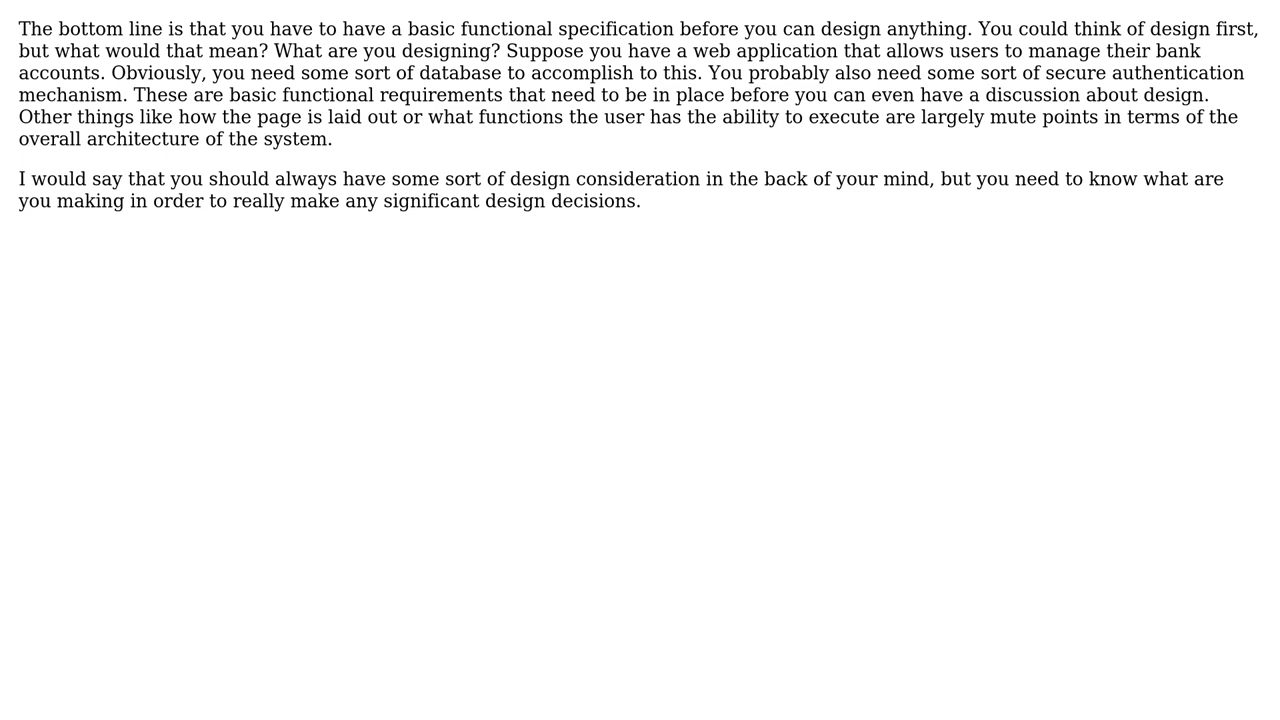 The bottom line is that you have to have a basic functional specification before you can design anything. You could think of design first,
but what would that mean? What are you designing? Suppose you have a web application that allows users to manage their bank
accounts. Obviously, you need some sort of database to accomplish to this. You probably also need some sort of secure authentication
mechanism. These are basic functional requirements that need to be in place before you can even have a discussion about design.
Other things like how the page is laid out or what functions the user has the ability to execute are largely mute points in terms of the
overall architecture of the system.
I would say that you should always have some sort of design consideration in the back of your mind, but you need to know what are
you making in order to really make any significant design decisions.